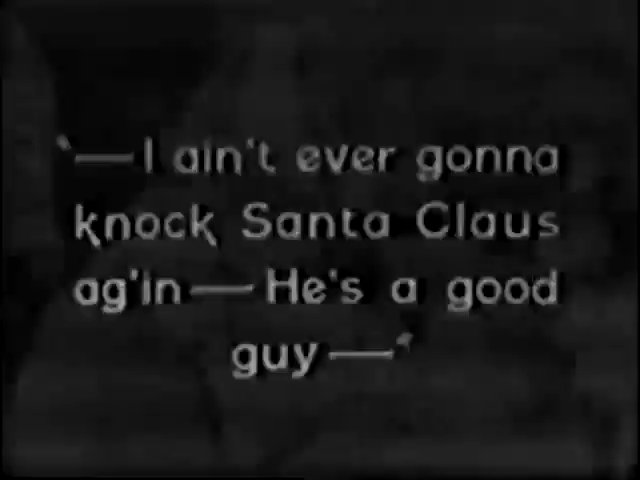 "—I ain't ever gonna
knock Santa Claus
ag'in—He's a good
guy—"